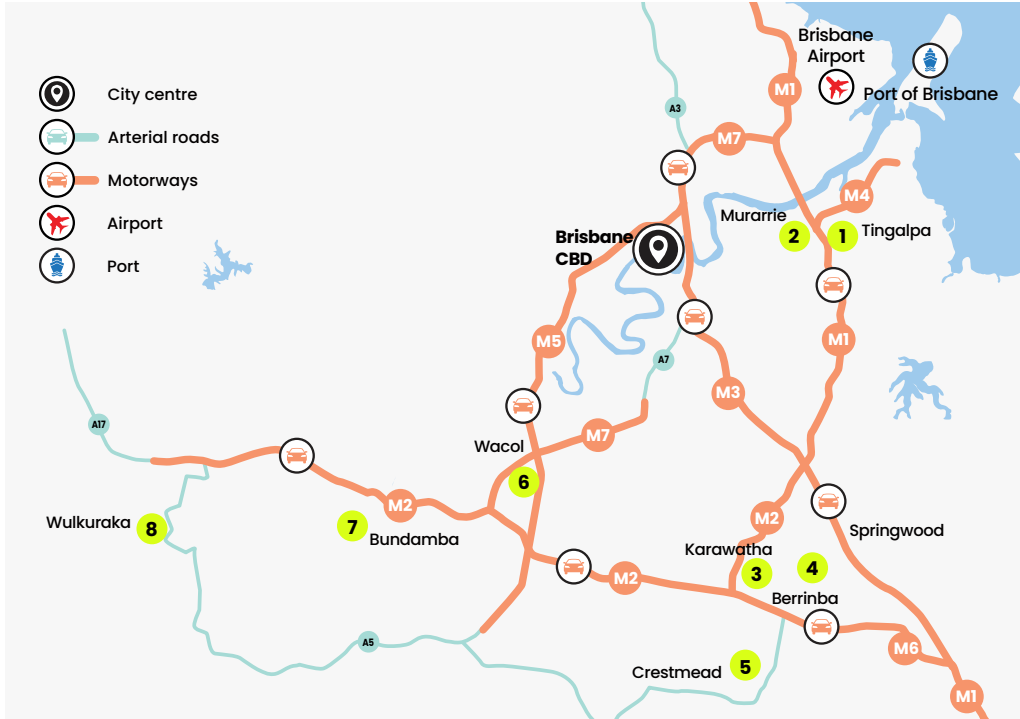 City centre
Arterial roads
Motorways
Airport
Port
Brisbane
Airport
Port of Brisbane
M1
A3
M7
M4
Murarrie
2
1
Tingalpa
Brisbane
CBD
M5
M1
A7
M3
A17
Wacol
M7
6
M2
M2
Springwood
Wulkuraka
8
7
Bundamba
Karawatha
3
4
M2
Berrinba
A5
M6
Crestmead
5
M1